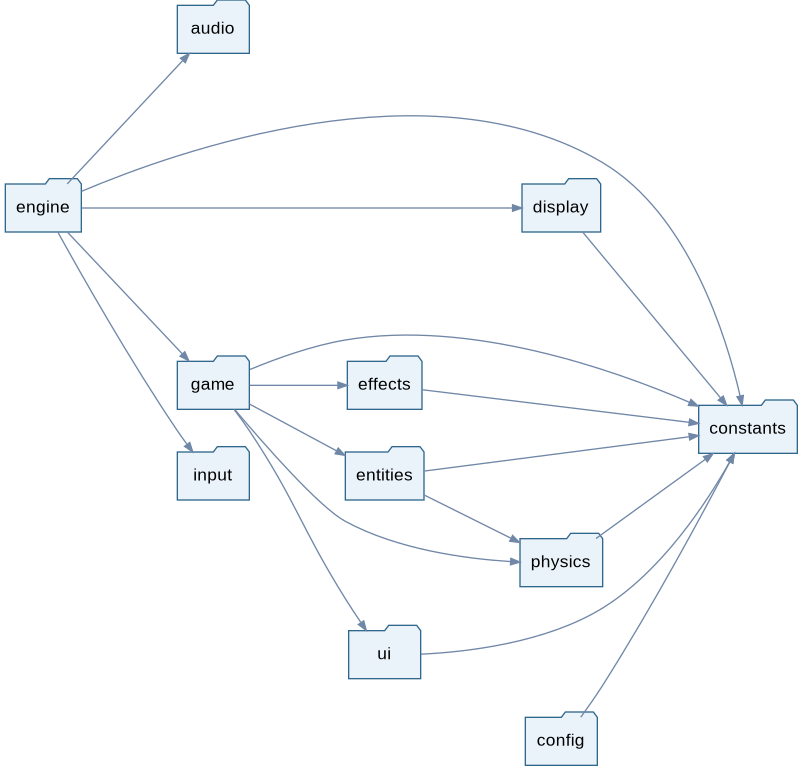 audio
engine
display
game
effects
constants
input
entities
physics
ui
config